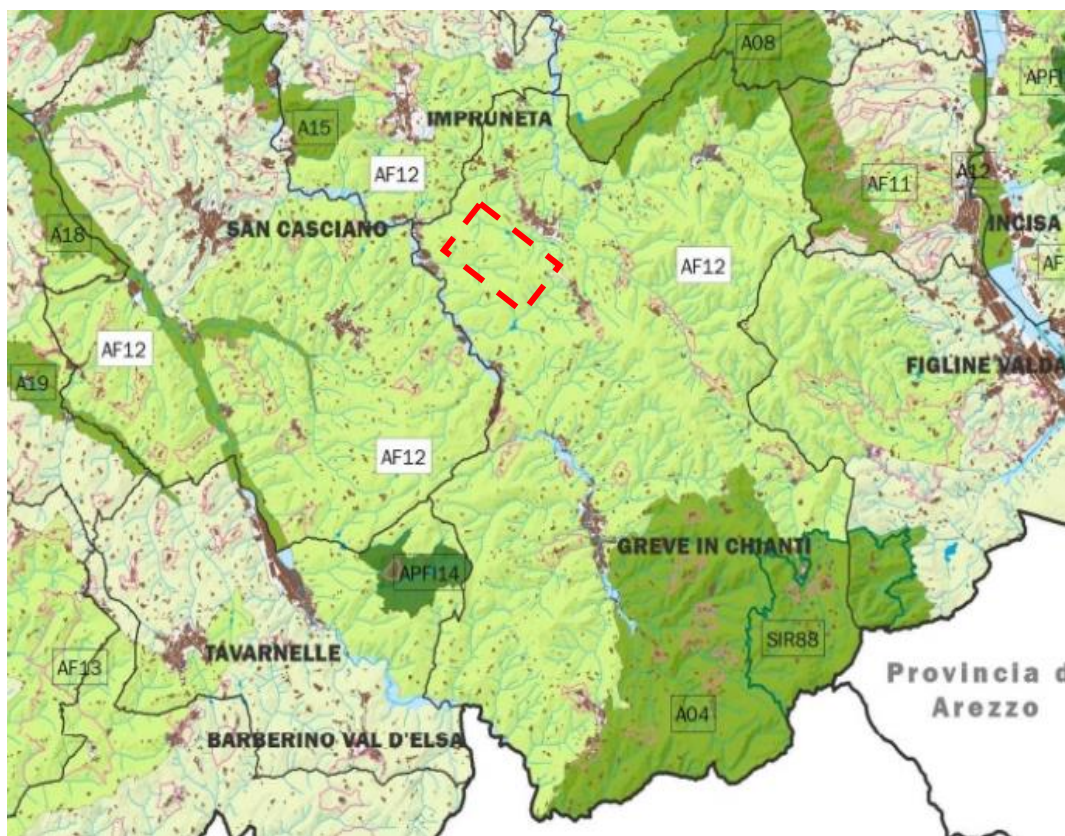 A08
APFI
A15
IMPRUNETA
AF12
AF11
A12
A18
SAN CASCIANO
INCISA
AF12
AF
AF12
FIGLINE VALDA
A19
AF12
APFI14
GREVE IN CHIANTI
SIR88
AF13
TAVARNELLE
Provincia d
Arezzo
A04
BARBERINO VAL D'ELSA